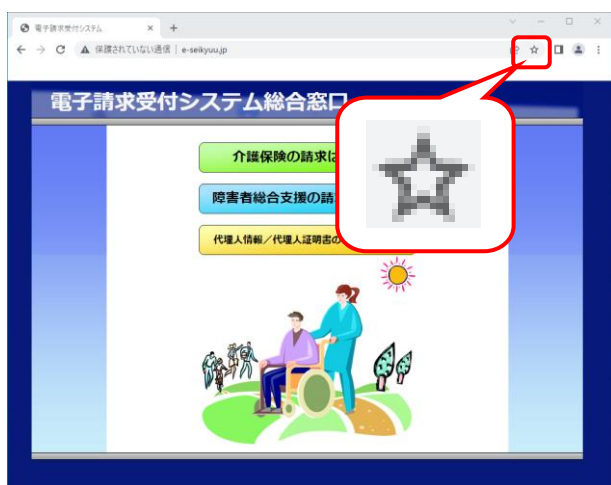 電子請求受付システム
保護されていない通信 | e-seikyuu.jp
電子請求受付システム総合窓口
介護保険の請求は
障害者総合支援の請
代理人情報/代理人証明書の